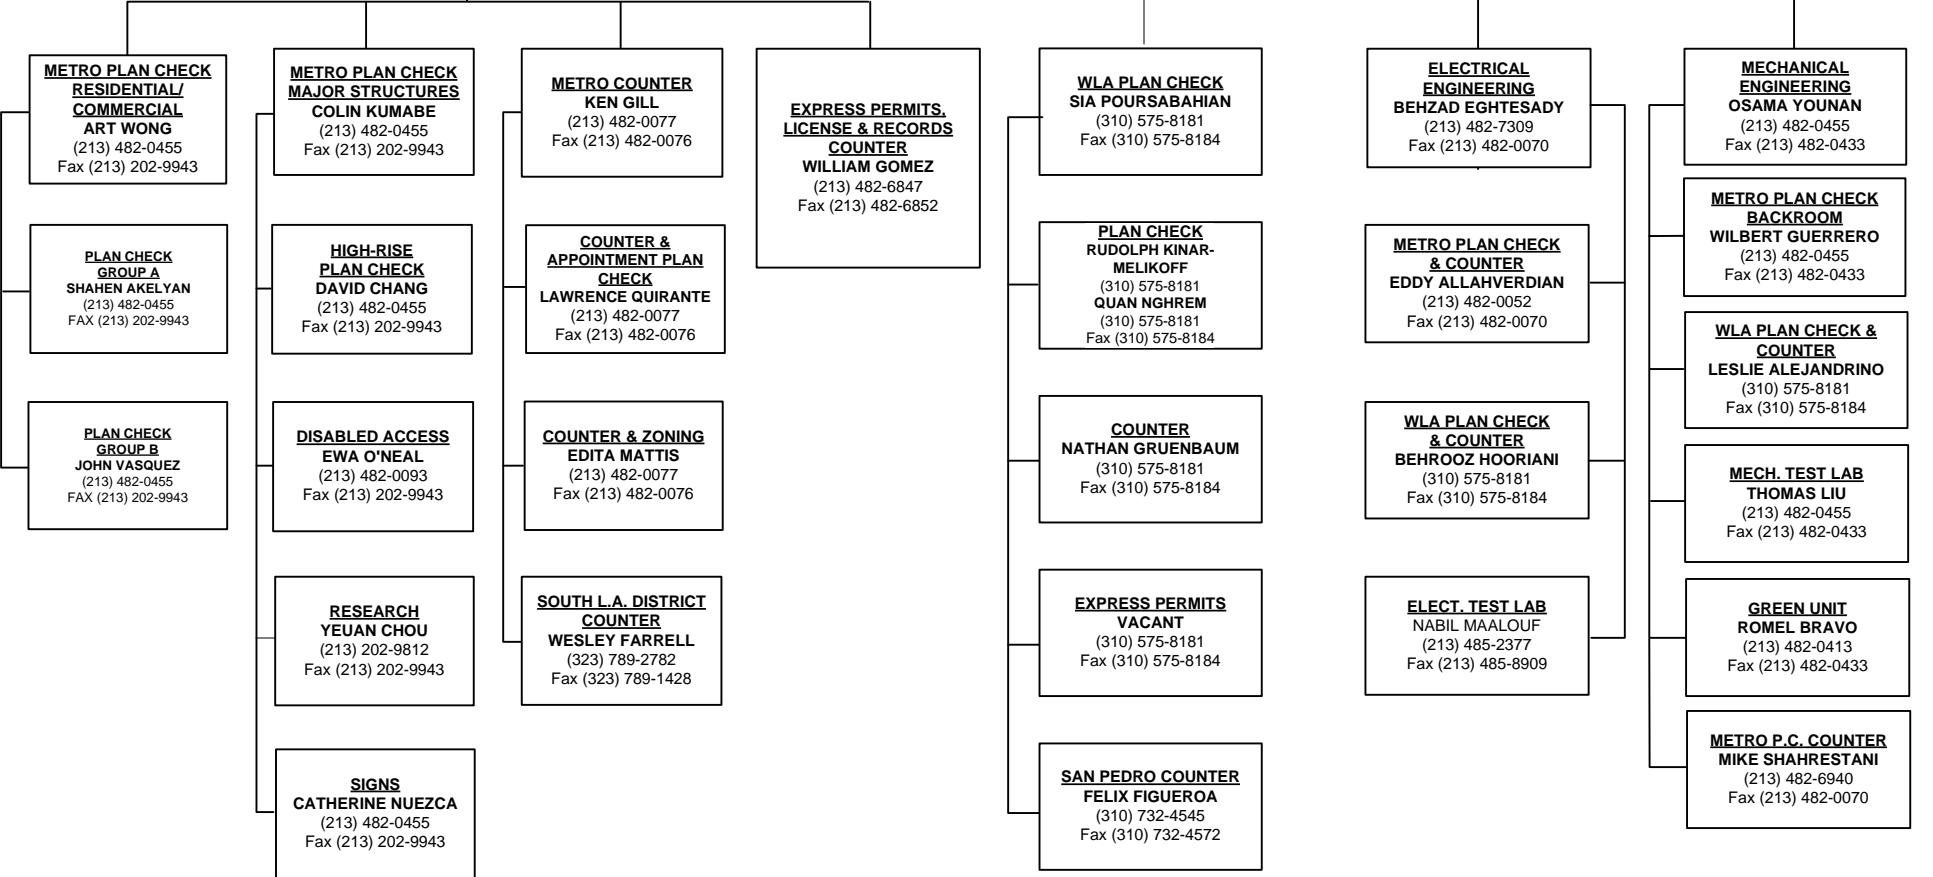 METRO PLAN CHECK
RESIDENTIAL/
COMMERCIAL
ART WONG
(213) 482-0455
Fax (213) 202-9943
PLAN CHECK
GROUP A
SHAHEN AKELYAN
(213) 482-0455
FAX (213) 202-9943
PLAN CHECK
GROUP B
JOHN VASQUEZ
(213) 482-0455
FAX (213) 202-9943
METRO PLAN CHECK
MAJOR STRUCTURES
COLIN KUMABE
(213) 482-0455
Fax (213) 202-9943
HIGH-RISE
PLAN CHECK
DAVID CHANG
(213) 482-0455
Fax (213) 202-9943
DISABLED ACCESS
EWA O'NEAL
(213) 482-0093
Fax (213) 202-9943
RESEARCH
YEUAN CHOU
(213) 202-9812
Fax (213) 202-9943
SIGNS
CATHERINE NUEZCA
(213) 482-0455
Fax (213) 202-9943
METRO COUNTER
KEN GILL
(213) 482-0077
Fax (213) 482-0076
COUNTER &
APPOINTMENT PLAN
CHECK
LAWRENCE QUIRANTE
(213) 482-0077
Fax (213) 482-0076
COUNTER & ZONING
EDITA MATTIS
(213) 482-0077
Fax (213) 482-0076
SOUTH L.A. DISTRICT
COUNTER
WESLEY FARRELL
(323) 789-2782
Fax (323) 789-1428
EXPRESS PERMITS,
LICENSE & RECORDS
COUNTER
WILLIAM GOMEZ
(213) 482-6847
Fax (213) 482-6852
WLA PLAN CHECK
SIA POURSABAHIAN
(310) 575-8181
Fax (310) 575-8184
PLAN CHECK
RUDOLPH KINAR-
MELIKOFF
(310) 575-8181
QUAN NGHREM
(310) 575-8181
Fax (310) 575-8184
COUNTER
NATHAN GRUENBAUM
(310) 575-8181
Fax (310) 575-8184
EXPRESS PERMITS
VACANT
(310) 575-8181
Fax (310) 575-8184
SAN PEDRO COUNTER
FELIX FIGUEROA
(310) 732-4545
Fax (310) 732-4572
ELECTRICAL
ENGINEERING
BEHZAD EGHTESADY
(213) 482-7309
Fax (213) 482-0070
METRO PLAN CHECK
& COUNTER
EDDY ALLAHVERDIAN
(213) 482-0052
Fax (213) 482-0070
WLA PLAN CHECK
& COUNTER
BEHROOZ HOORIANI
(310) 575-8181
Fax (310) 575-8184
ELECT. TEST LAB
NABIL MAALOUF
(213) 485-2377
Fax (213) 485-8909
MECHANICAL
ENGINEERING
OSAMA YOUNAN
(213) 482-0455
Fax (213) 482-0433
METRO PLAN CHECK
BACKROOM
WILBERT GUERRERO
(213) 482-0455
Fax (213) 482-0433
WLA PLAN CHECK &
COUNTER
LESLIE ALEJANDRINO
(310) 575-8181
Fax (310) 575-8184
MECH. TEST LAB
THOMAS LIU
(213) 482-0455
Fax (213) 482-0433
GREEN UNIT
ROMEL BRAVO
(213) 482-0413
Fax (213) 482-0433
METRO P.C. COUNTER
MIKE SHAHRESTANI
(213) 482-6940
Fax (213) 482-0070